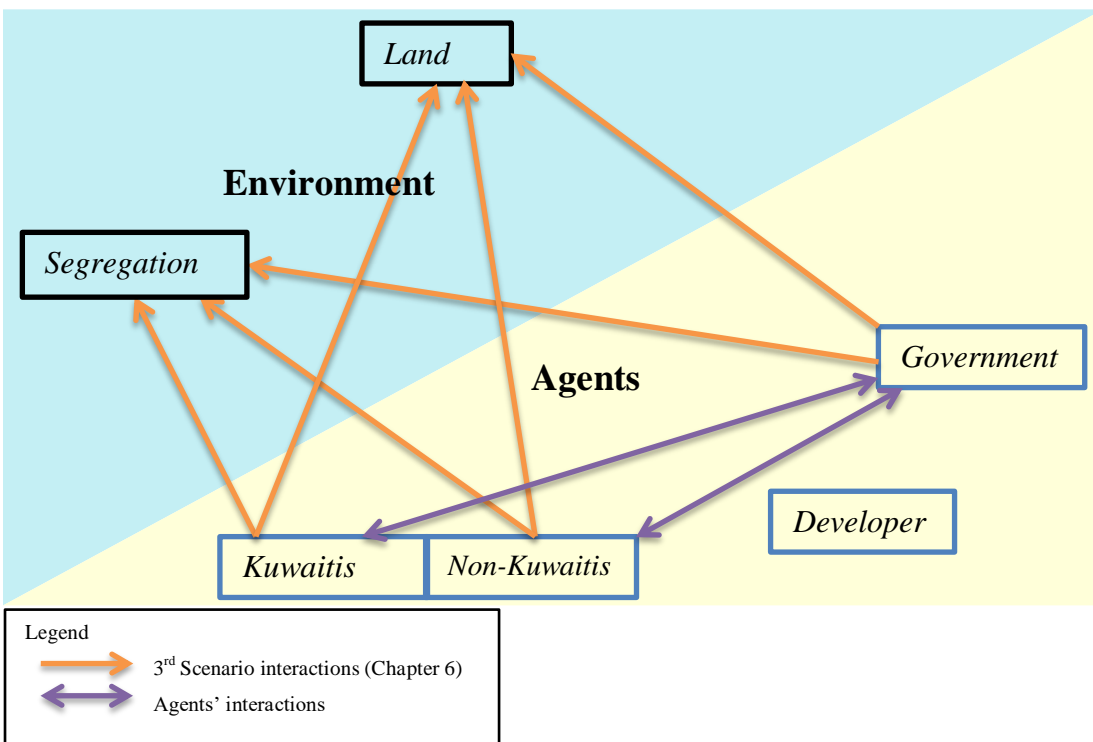 Land
Environment
Segregation
Government
Agents
Developer
Kuwaitis
Non-Kuwaitis
Legend
3rd Scenario interactions (Chapter 6)
Agents’ interactions